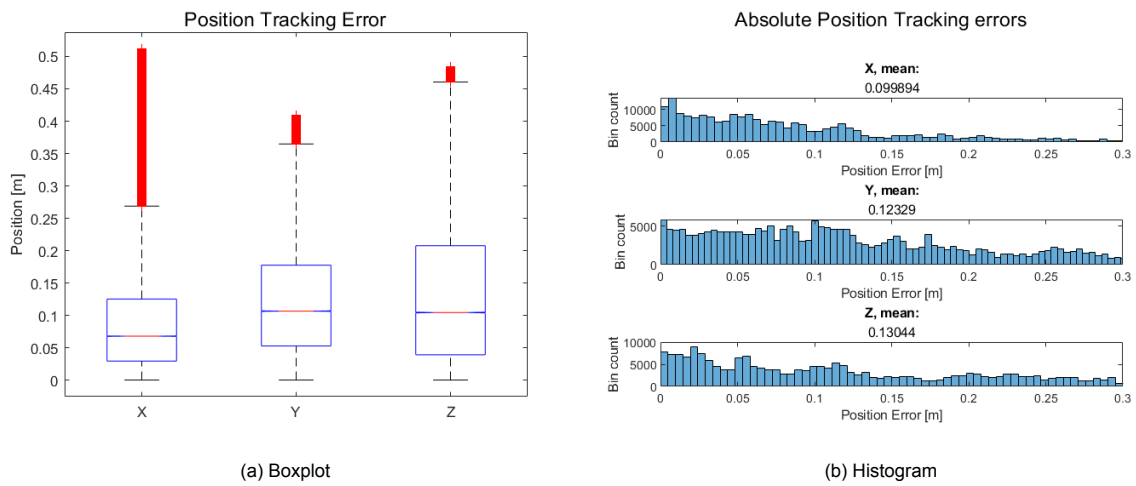 Position Tracking Error
Position [m]
0.5
0.45
0.4
0.35
0.3
0.25
0.2
0.15
0.1
0.05
0
X Y Z
(a) Boxplot
Absolute Position Tracking errors
X, mean:
0.099894
Bin count
10000
5000
0
0 0.05 0.1 0.15 0.2 0.25 0.3
Position Error [m]
Y, mean:
0.12329
Bin count
5000
0
0 0.05 0.1 0.15 0.2 0.25 0.3
Position Error [m]
Z, mean:
0.13044
Bin count
10000
5000
0
0 0.05 0.1 0.15 0.2 0.25 0.3
Position Error [m]
(b) Histogram